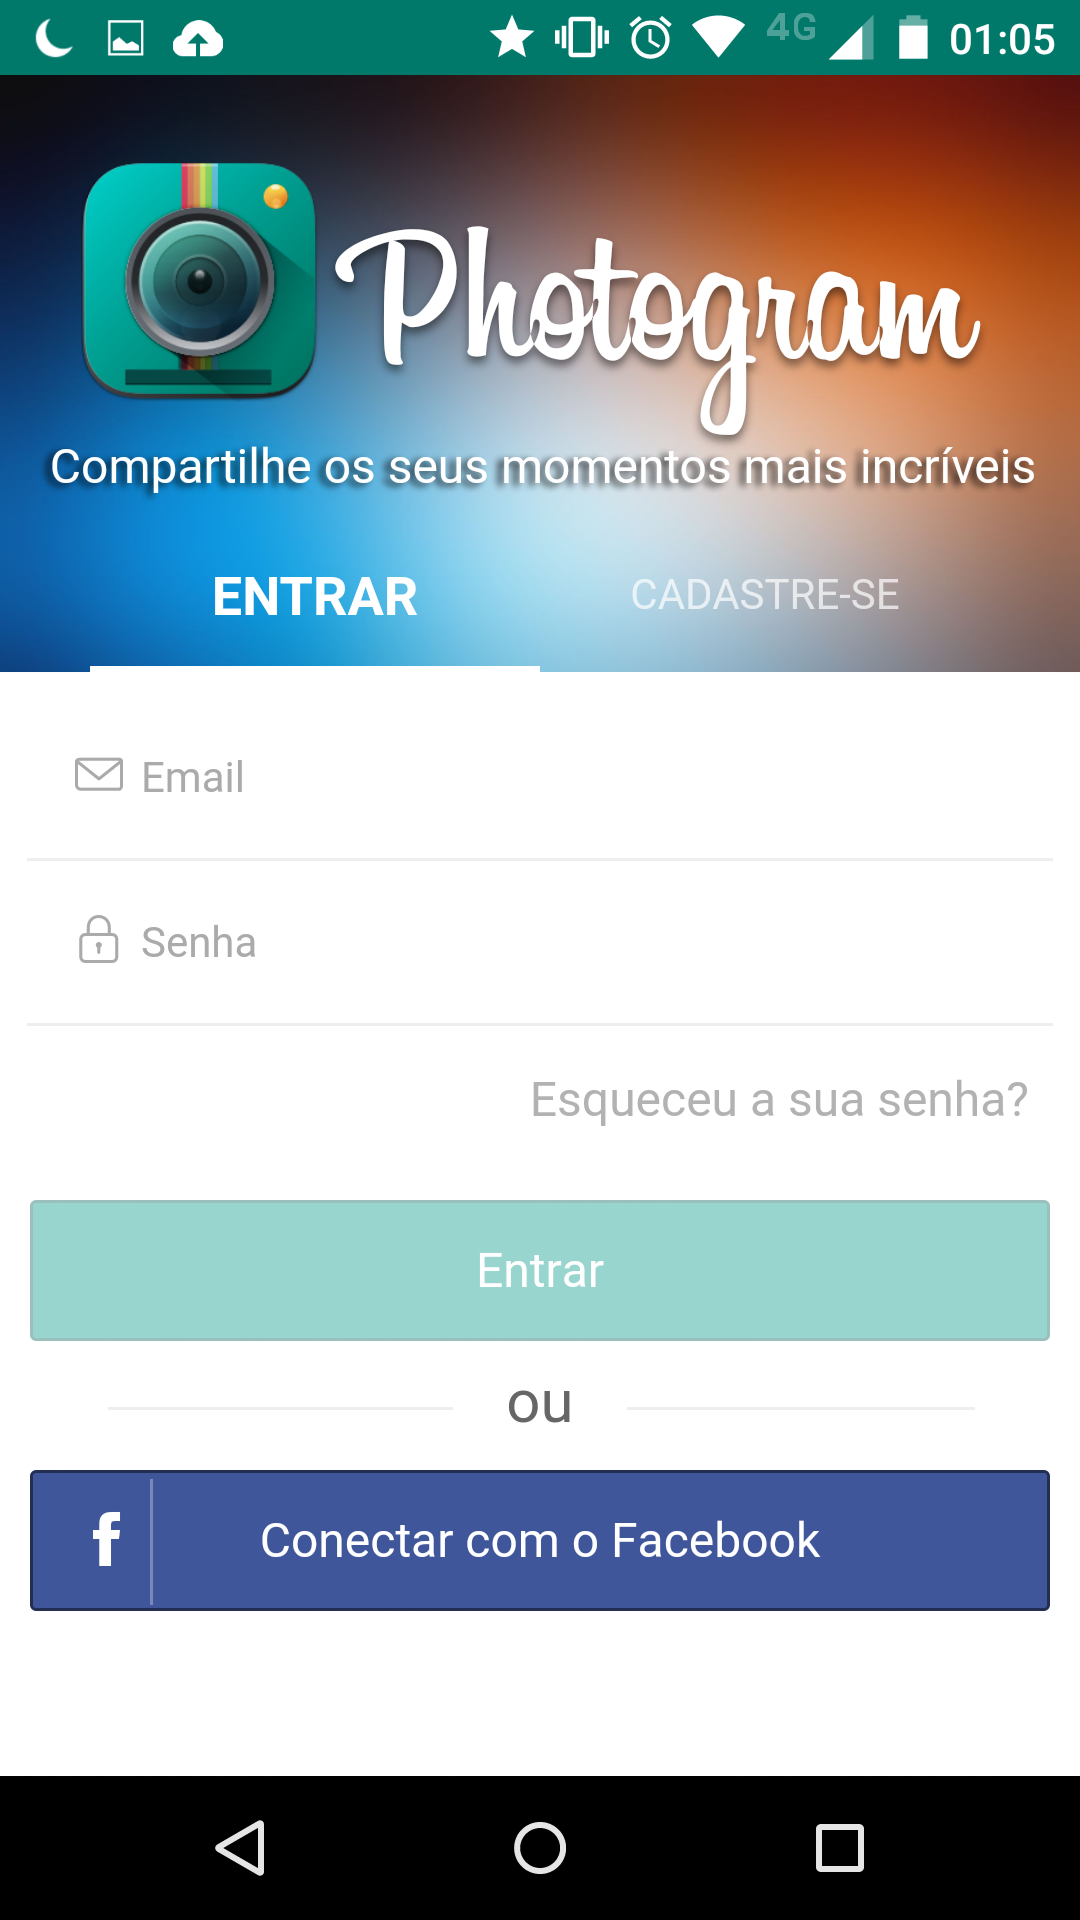 4G 01:05
Photogram
Compartilhe os seus momentos mais incríveis
ENTRAR CADASTRE-SE
Email
Senha
Esqueceu a sua senha?
Entrar
ou
f Conectar com o Facebook